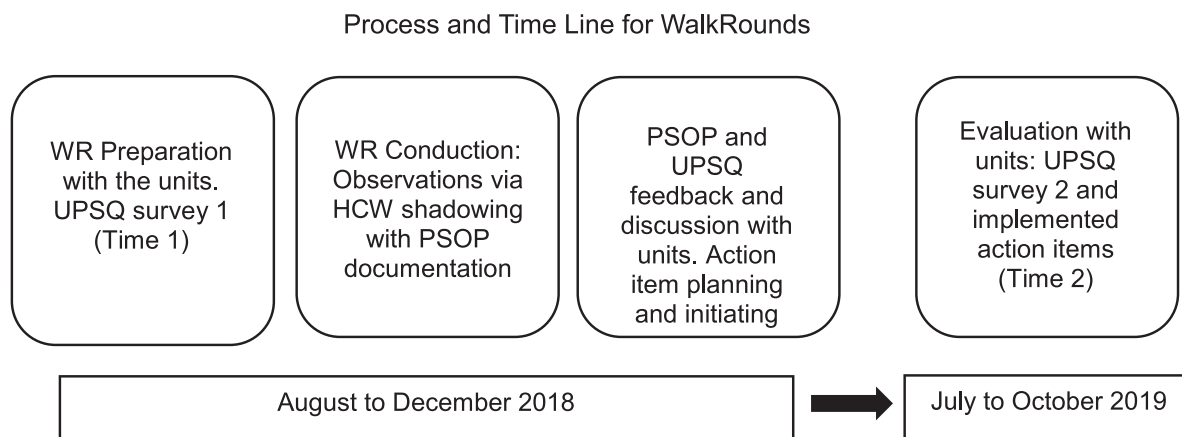 Process and Time Line for WalkRounds
WR Preparation
with the units.
UPSQ survey 1
(Time 1)
WR Conduction:
Observations via
HCW shadowing
with PSOP
documentation
PSOP and
UPSQ
feedback and
discussion with
units. Action
item planning
and initiating
Evaluation with
units: UPSQ
survey 2 and
implemented
action items
(Time 2)
August to December 2018
July to October 2019